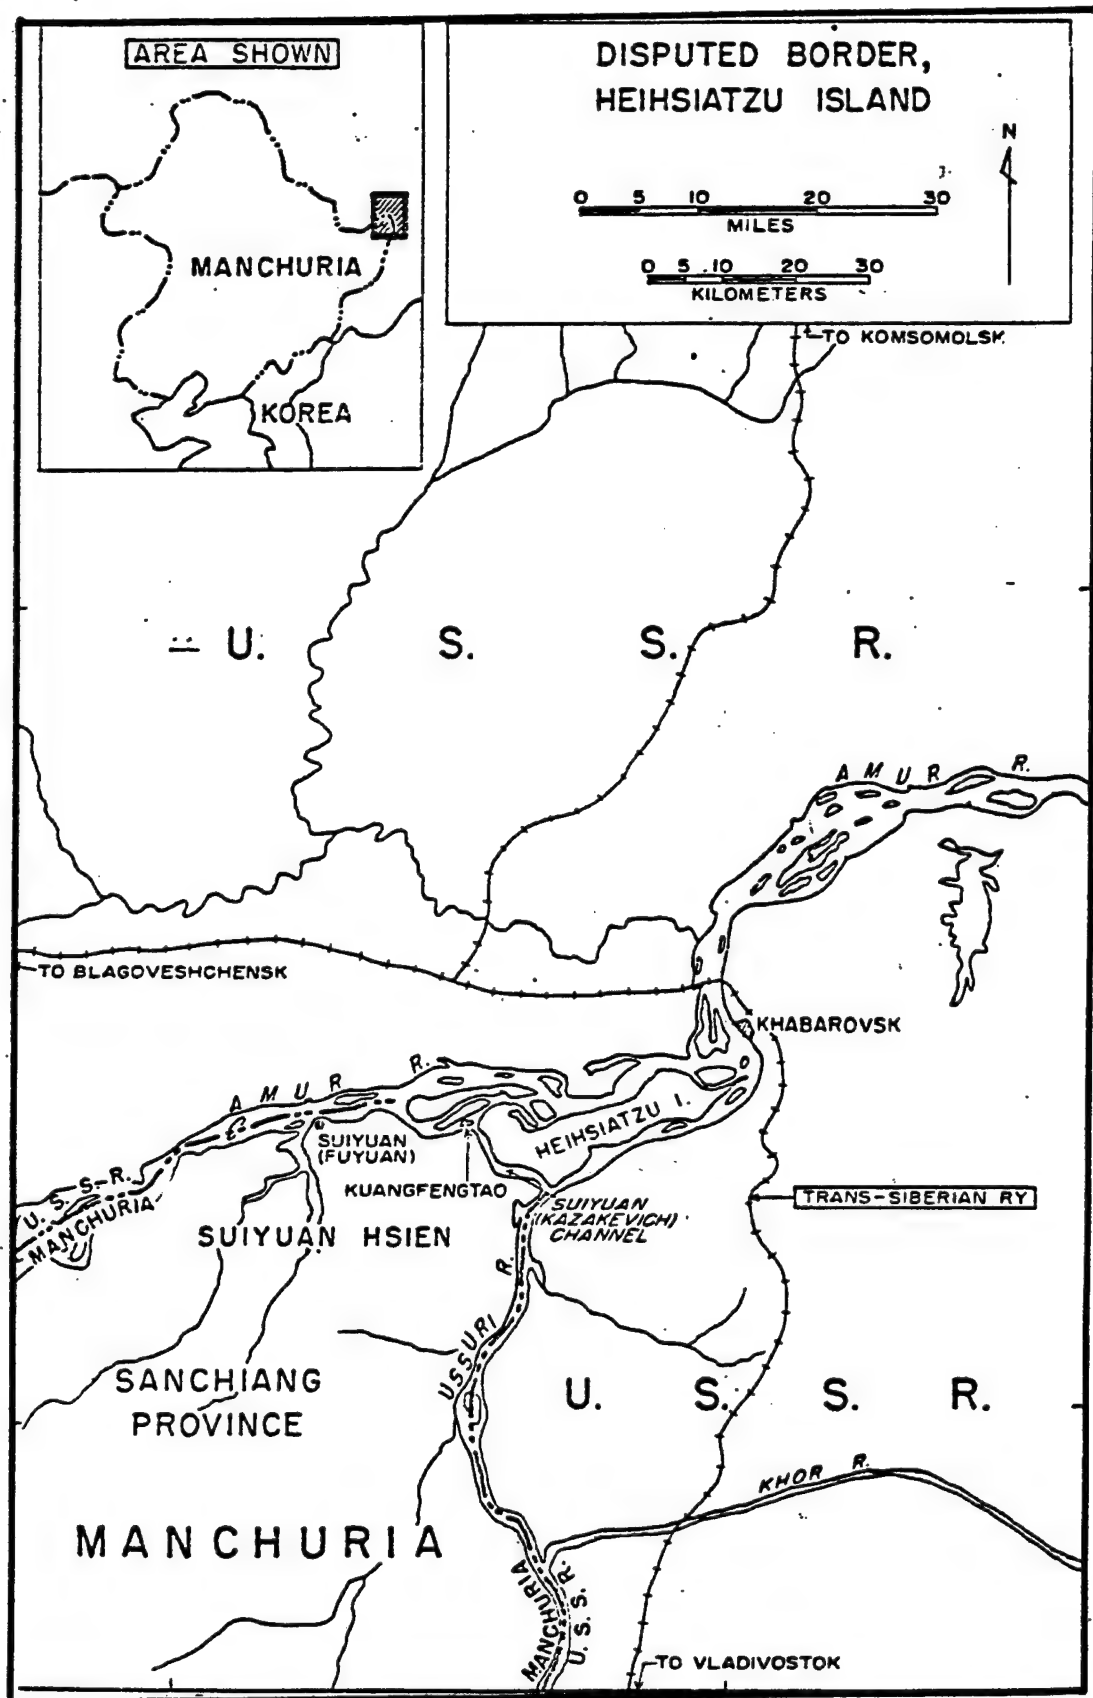 AREA SHOWN
MANCHURIA
KOREA
DISPUTED BORDER,
HEIHSIATZU ISLAND
N
0 5 10 20 30
MILES
0 5 10 20 30
KILOMETERS
TO KOMSOMOLSK
U. S. S. R.
AMUR R.
TO BLAGOVESHCHENSK
KHABAROVSK
AMUR R.
HEIHSIATZU I.
SUIYUAN
(FUYUAN)
KUANGFENGTAO
U. S. S. R.
MANCHURIA
SUIYUAN HSIEN
SUIYUAN
(KAZAKEVICH)
CHANNEL
TRANS-SIBERIAN RY
USSURI R.
SANCHIANG
PROVINCE
U. S. S. R.
KHOR R.
MANCHURIA
MANCHURIA
U. S. S. R.
TO VLADIVOSTOK